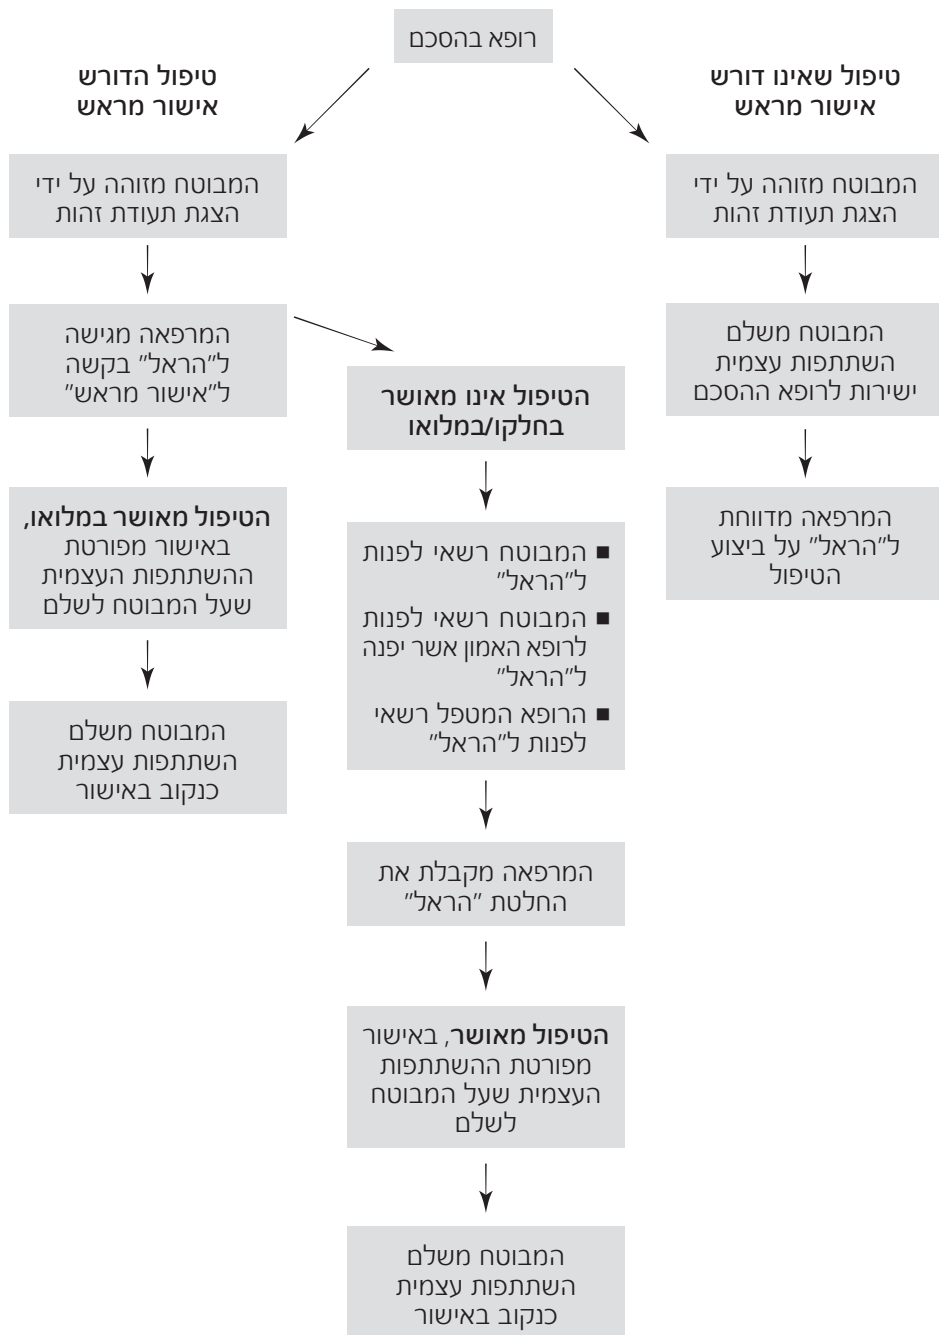 רופא בהסכם
טיפול שאינו דורש
אישור מראש
המבוטח מזוהה על ידי
הצגת תעודת זהות
המבוטח משלם
השתתפות עצמית
ישירות לרופא ההסכם
המרפאה מדווחת
ל"הראל" על ביצוע
הטיפול
טיפול הדורש
אישור מראש
המבוטח מזוהה על ידי
הצגת תעודת זהות
המרפאה מגישה
ל"הראל" בקשה
ל"אישור מראש"
הטיפול מאושר במלואו,
באישור מפורטת
ההשתתפות העצמית
שעל המבוטח לשלם
המבוטח משלם
השתתפות עצמית
כנקוב באישור
הטיפול אינו מאושר
בחלקו/במלואו
■ המבוטח רשאי לפנות
ל"הראל"
■ המבוטח רשאי לפנות
לרופא האמון אשר יפנה
ל"הראל"
■ הרופא המטפל רשאי
לפנות ל"הראל"
המרפאה מקבלת את
החלטת "הראל"
הטיפול מאושר, באישור
מפורטת ההשתתפות
העצמית שעל המבוטח
לשלם
המבוטח משלם
השתתפות עצמית
כנקוב באישור